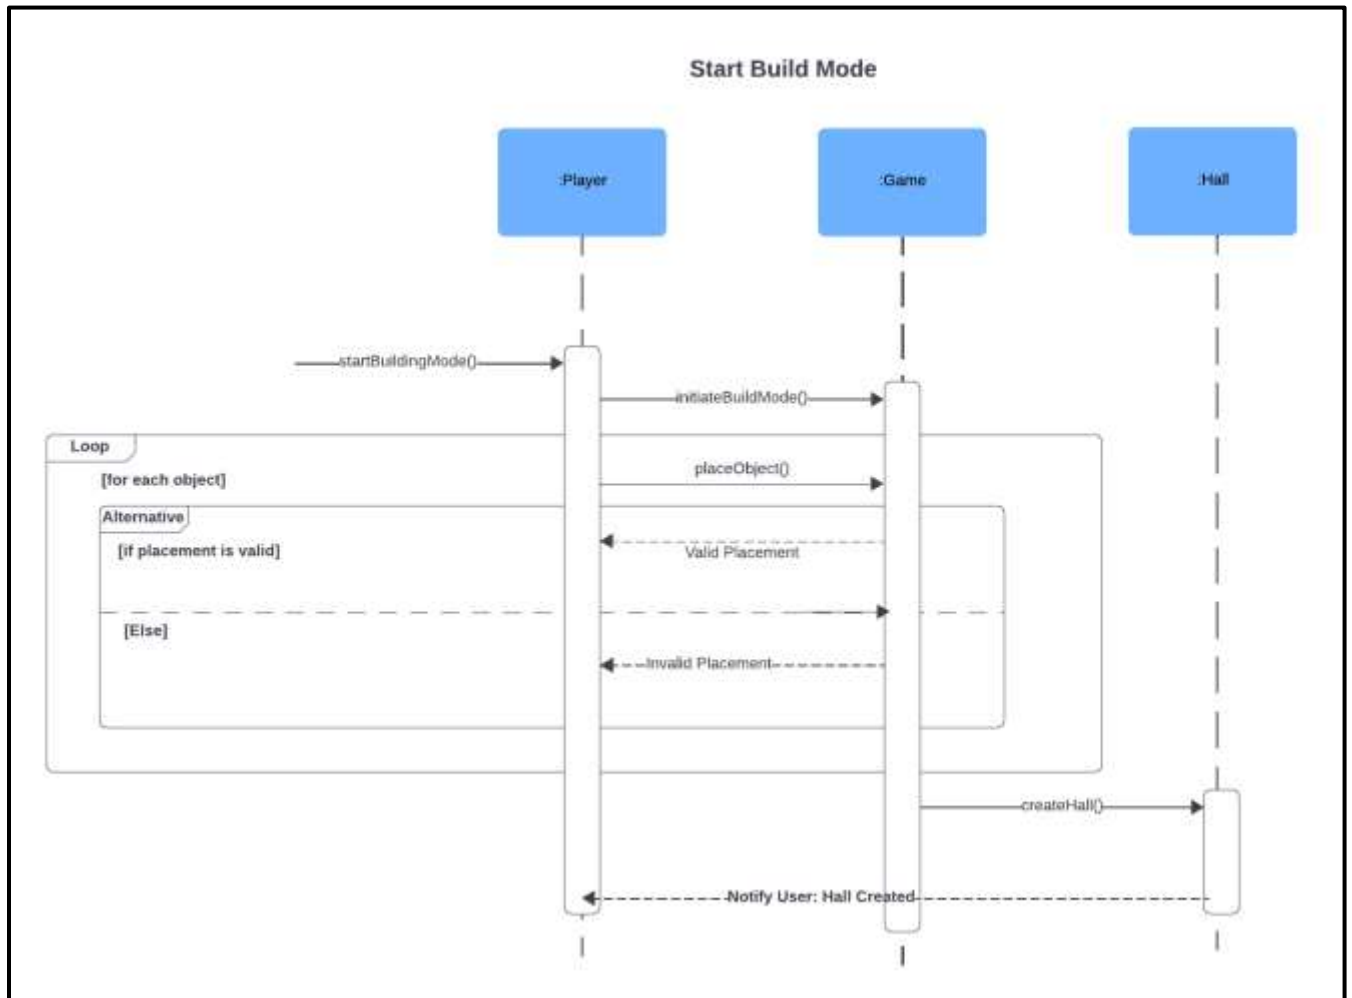 Start Build Mode
:Player
:Game
:Hall
startBuildingMode()
initiateBuildMode()
Loop
placeObject()
[for each object]
Alternative
[if placement is valid]
Valid Placement
[Else]
Invalid Placement
createHall()
Notify User: Hall Created